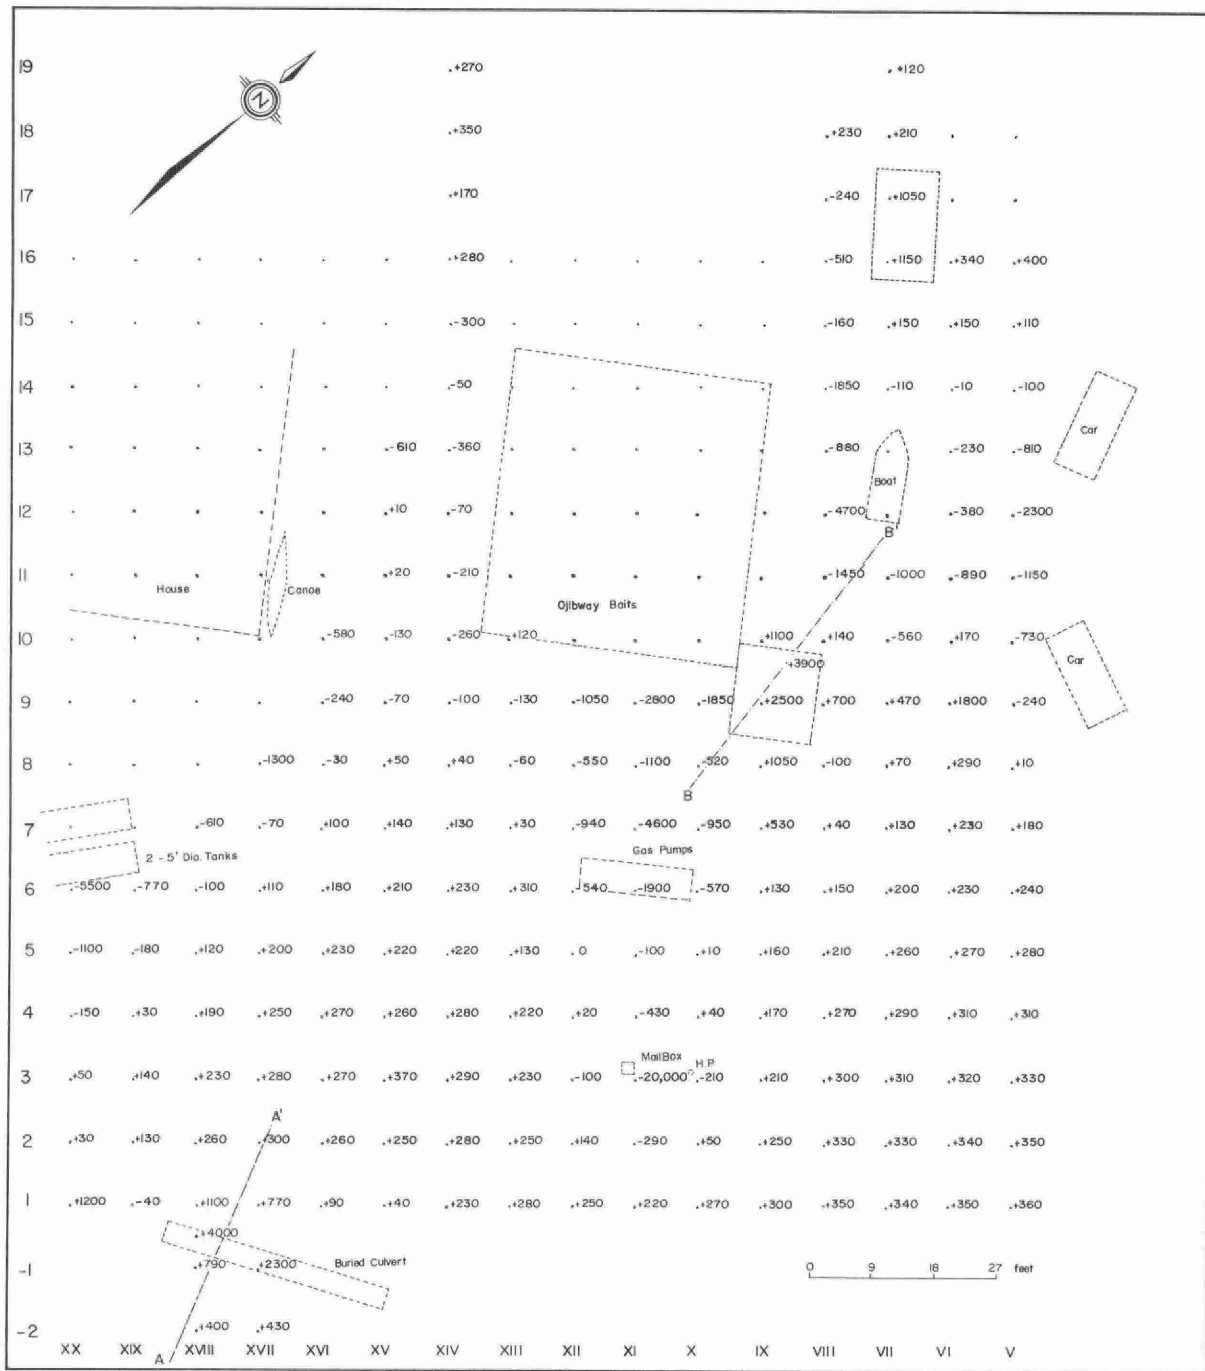 19 +270 +120
18 +350 +230 +210
N
17 +170 -240 +1050
16 +280 -510 +1150 +340 +400
15 -300 -160 +150 +150 +110
14 -50 -1850 -110 -10 -100
Car
13 -610 -360 -880 -230 -810
Boat
12 +10 -70 -4700 -380 -2300
B'
11 +20 -210 -1450 -1000 -890 -1150
House Canoe Ojibway Baits
10 -580 -130 -260 +120 +1100 +140 -560 +170 -730
Car
+3900
9 -240 -70 -100 -130 -1050 -2800 -1850 +2500 +700 +470 +1800 -240
8 -1300 -30 +50 +40 -60 -550 -1100 -520 +1050 -100 +70 +290 +10
B
7 -610 -70 +100 +140 +130 +30 -940 -4600 -950 +530 +40 +130 +230 +180
2 - 5' Dia. Tanks Gas Pumps
6 -5500 -770 -100 +110 +180 +210 +230 +310 -540 -1900 -570 +130 +150 +200 +230 +240
5 -1100 -180 +120 +200 +230 +220 +220 +130 0 -100 +10 +160 +210 +260 +270 +280
4 -150 +30 +190 +250 +270 +260 +280 +220 +20 -430 +40 +170 +270 +290 +310 +310
MailBox H.P.
3 +50 +140 +230 +280 +270 +370 +290 +230 -100 -20,000 -210 +210 +300 +310 +320 +330
A'
2 +30 +130 +260 +300 +260 +250 +280 +250 +140 -290 +50 +250 +330 +330 +340 +350
1 +1200 -40 +1100 +770 +90 +40 +230 +280 +250 +220 +270 +300 +350 +340 +350 +360
+4000
-1 +790 +2300 Buried Culvert 0 9 18 27 feet
-2 +400 +430
XX XIX XVIII XVII XVI XV XIV XIII XII XI X IX VIII VII VI V
A